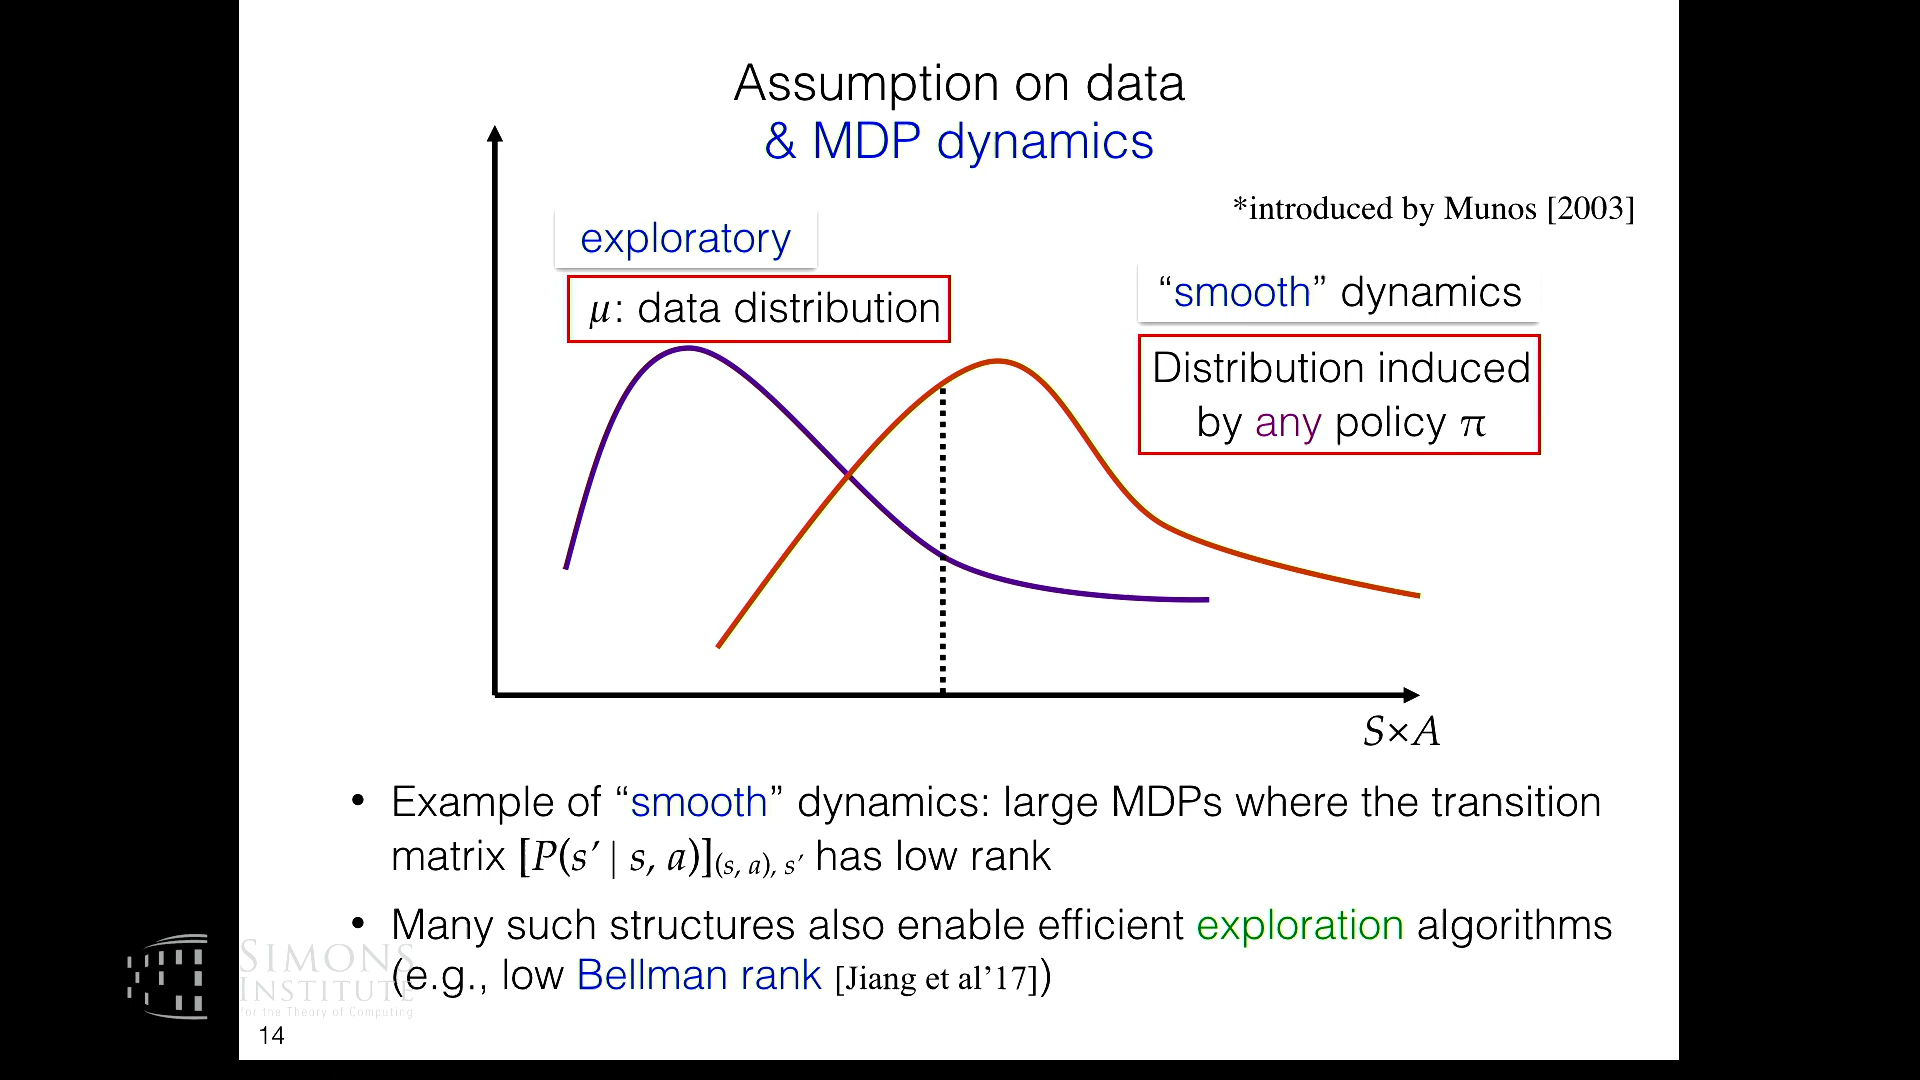 Assumption on data
& MDP dynamics
*introduced by Munos [2003]
exploratory
μ: data distribution
“smooth” dynamics
Distribution induced
by any policy π
S×A
• Example of “smooth” dynamics: large MDPs where the transition
matrix [P(s′ | s, a)](s, a), s′ has low rank
• Many such structures also enable efficient exploration algorithms
(e.g., low Bellman rank [Jiang et al’17])
SIMONS
INSTITUTE
for the Theory of Computing
14